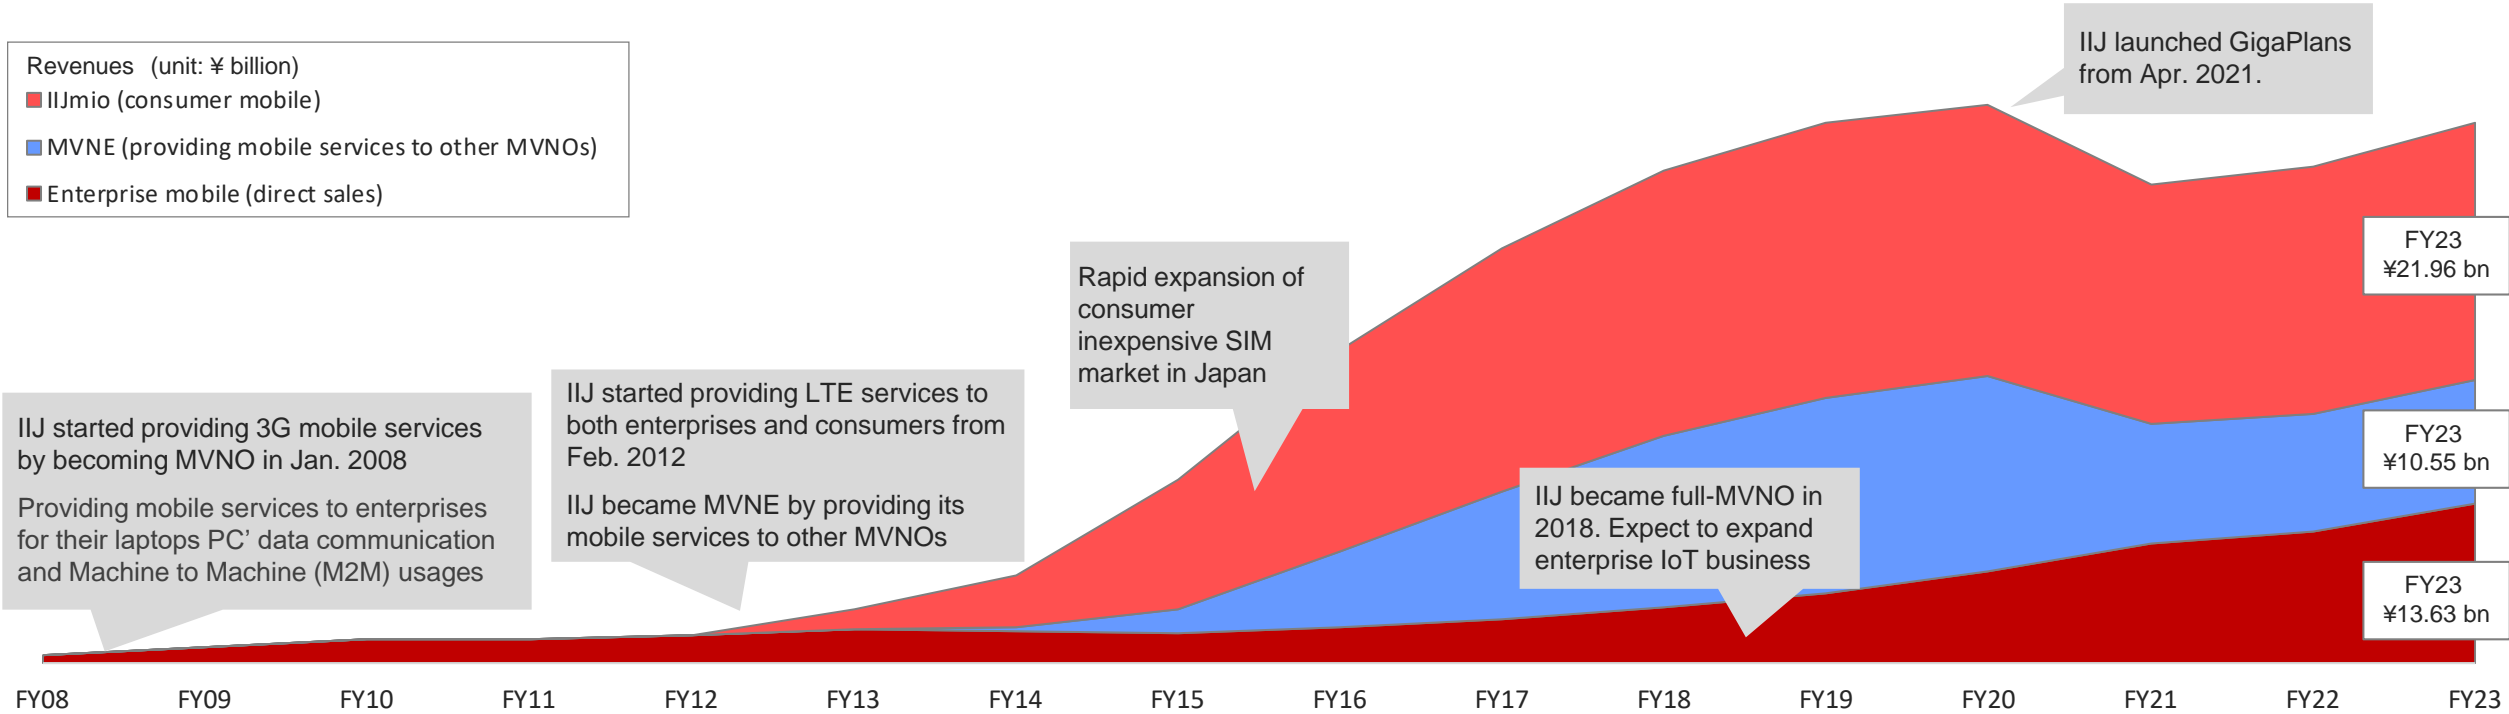 Revenues (unit: ¥ billion)
IIJmio (consumer mobile)
MVNE (providing mobile services to other MVNOs)
Enterprise mobile (direct sales)
IIJ launched GigaPlans
from Apr. 2021.
Rapid expansion of
consumer
inexpensive SIM
market in Japan
IIJ started providing 3G mobile services
by becoming MVNO in Jan. 2008
Providing mobile services to enterprises
for their laptops PC’ data communication
and Machine to Machine (M2M) usages
IIJ started providing LTE services to
both enterprises and consumers from
Feb. 2012
IIJ became MVNE by providing its
mobile services to other MVNOs
IIJ became full-MVNO in
2018. Expect to expand
enterprise IoT business
FY23
¥21.96 bn
FY23
¥10.55 bn
FY23
¥13.63 bn
FY08 FY09 FY10 FY11 FY12 FY13 FY14 FY15 FY16 FY17 FY18 FY19 FY20 FY21 FY22 FY23